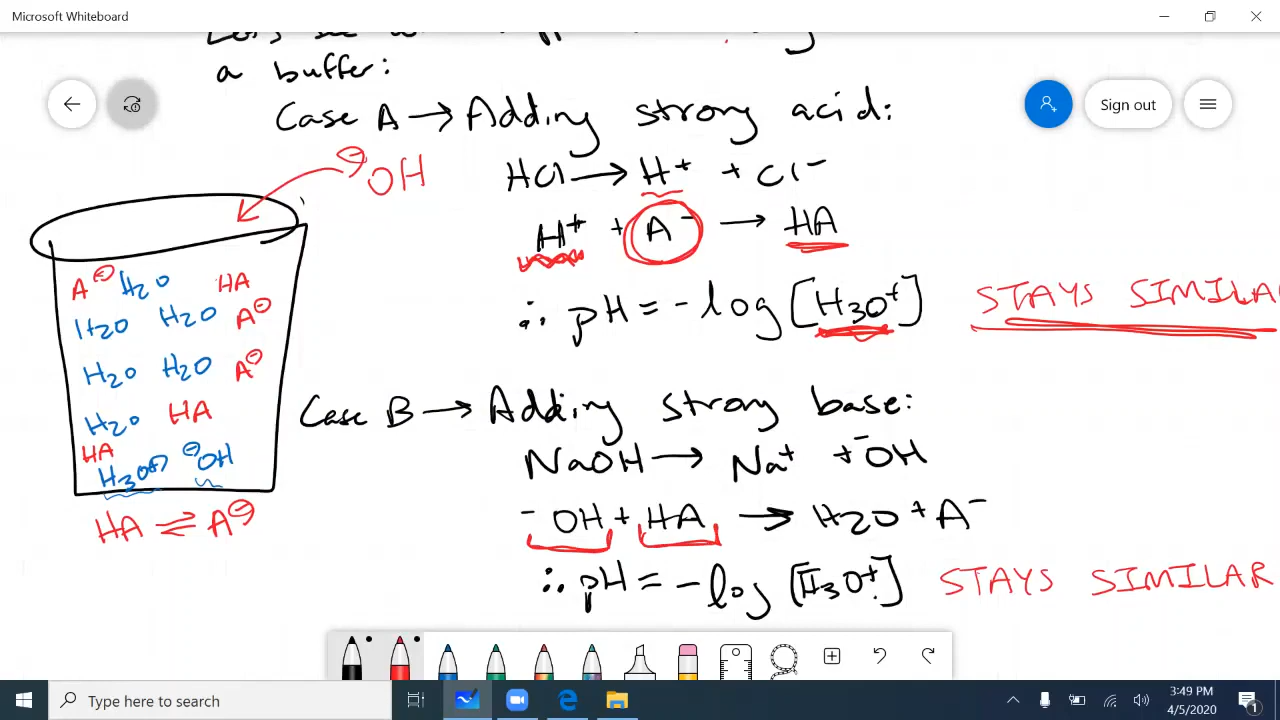 Microsoft Whiteboard
a buffer:
Sign out
Case A → Adding strong acid:
HCl → H⁺ + Cl⁻
H⁺ + A⁻ → HA
∴ pH = -log [H3O⁺] STAYS SIMILA
⊖OH
A⊖ H2O HA
H2O H2O A⊖
H2O H2O A⊖
H2O HA
HA
H3O⊕ ⊖OH
HA ⇌ A⊖
Case B → Adding strong base:
NaOH → Na⁺ + ⁻OH
⁻OH + HA → H2O + A⁻
∴ pH = -log [H3O⁺] STAYS SIMILAR
Type here to search
3:49 PM
4/5/2020
1